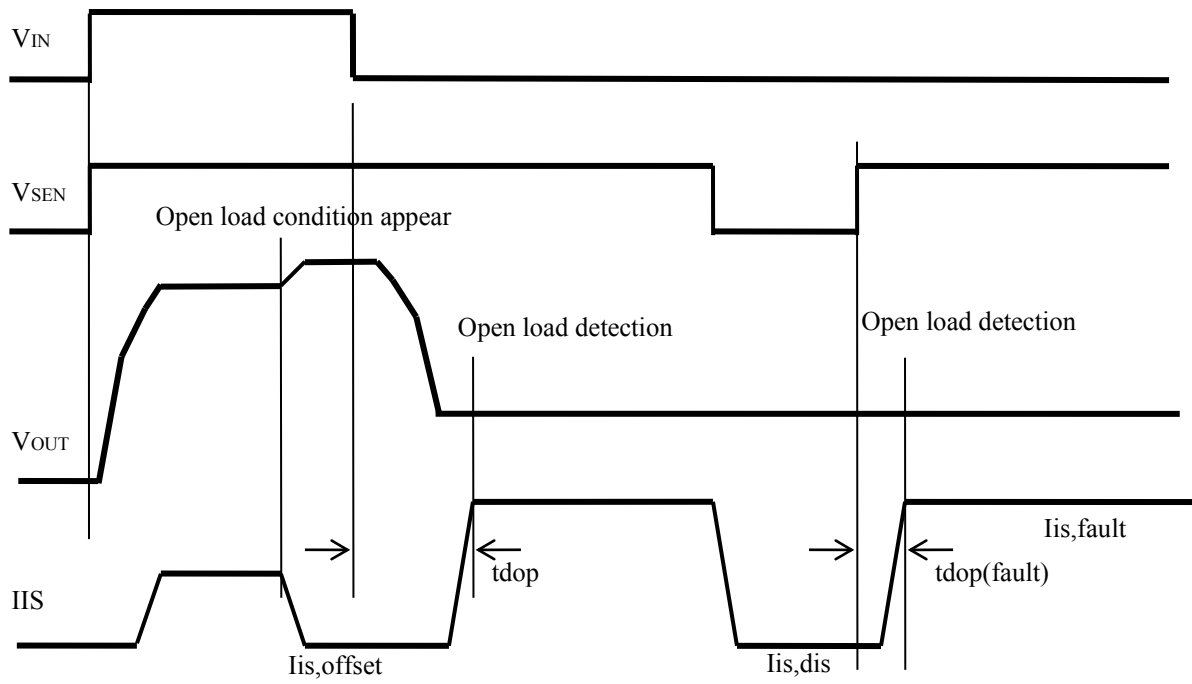 VIN
VSEN
Open load condition appear
Open load detection
Open load detection
VOUT
Iis,fault
tdop
tdop(fault)
IIS
Iis,offset
Iis,dis